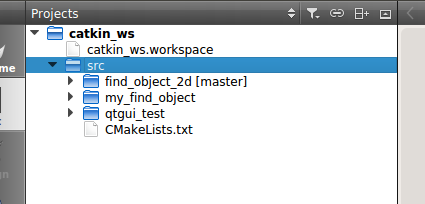 Projects
catkin_ws
catkin_ws.workspace
src
find_object_2d [master]
my_find_object
qtgui_test
CMakeLists.txt